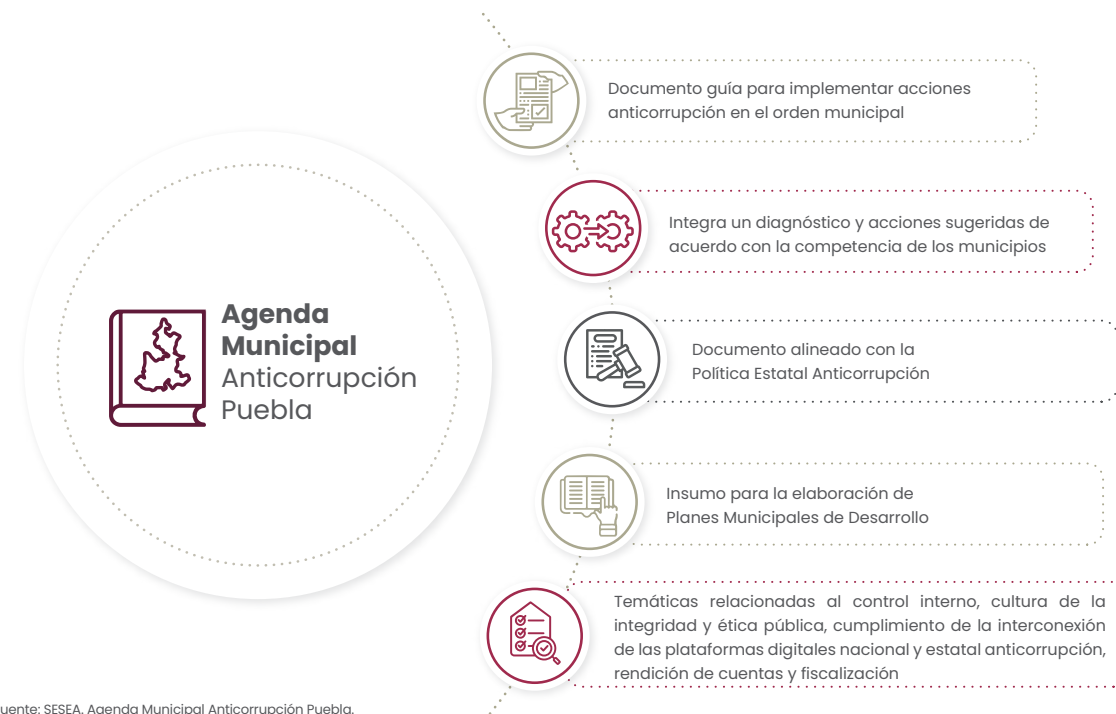 Agenda
Municipal
Anticorrupción
Puebla
Documento guía para implementar acciones
anticorrupción en el orden municipal
Integra un diagnóstico y acciones sugeridas de
acuerdo con la competencia de los municipios
Documento alineado con la
Política Estatal Anticorrupción
Insumo para la elaboración de
Planes Municipales de Desarrollo
Temáticas relacionadas al control interno, cultura de la
integridad y ética pública, cumplimiento de la interconexión
de las plataformas digitales nacional y estatal anticorrupción,
rendición de cuentas y fiscalización
uente: SESEA. Agenda Municipal Anticorrupción Puebla.